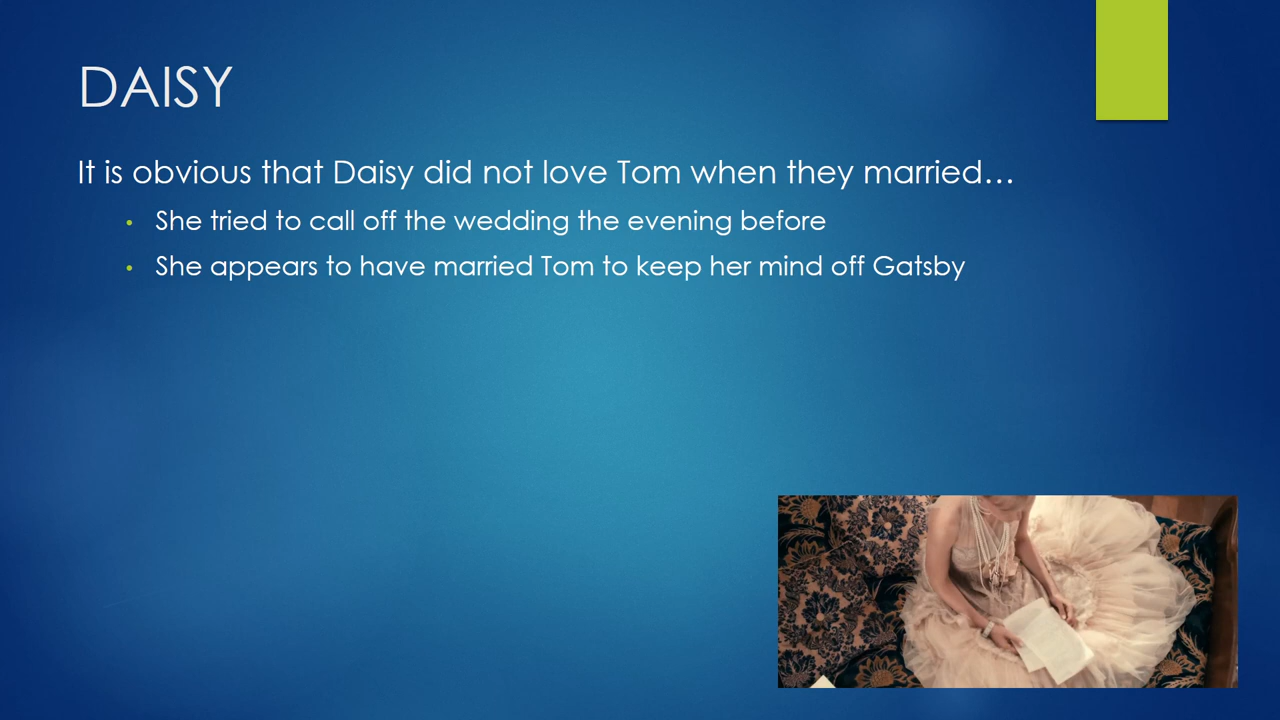 DAISY
It is obvious that Daisy did not love Tom when they married…
• She tried to call off the wedding the evening before
• She appears to have married Tom to keep her mind off Gatsby